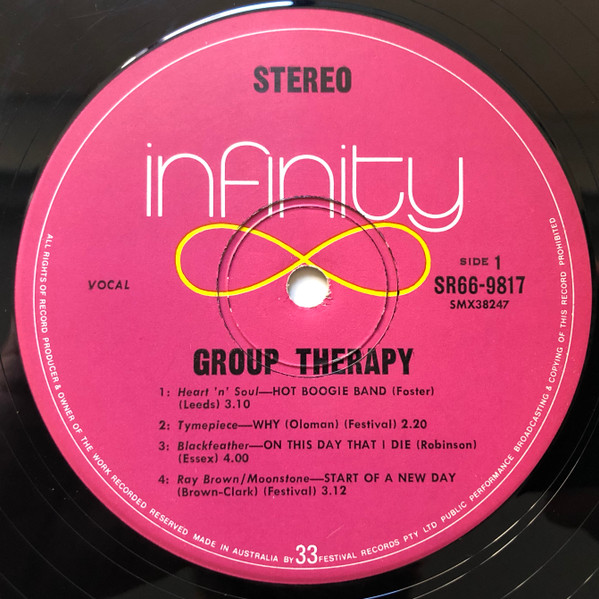 STEREO
infinity
VOCAL
SIDE 1
SR66-9817
SMX38247
GROUP THERAPY
1: Heart 'n' Soul—HOT BOOGIE BAND (Foster)
(Leeds) 3.10
2: Tymepiece—WHY (Oloman) (Festival) 2.20
3: Blackfeather—ON THIS DAY THAT I DIE (Robinson)
(Essex) 4.00
4: Ray Brown/Moonstone—START OF A NEW DAY
(Brown-Clark) (Festival) 3.12
ALL RIGHTS OF RECORD PRODUCER & OWNER OF THE WORK RECORDED RESERVED MADE IN AUSTRALIA BY 33 FESTIVAL RECORDS PTY LTD PUBLIC PERFORMANCE BROADCASTING & COPYING OF THIS RECORD PROHIBITED